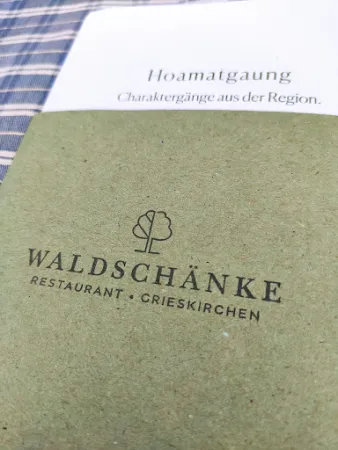 Hoamatgaung
Charaktergänge aus der Region.
WALDSCHÄNKE
RESTAURANT • GRIESKIRCHEN